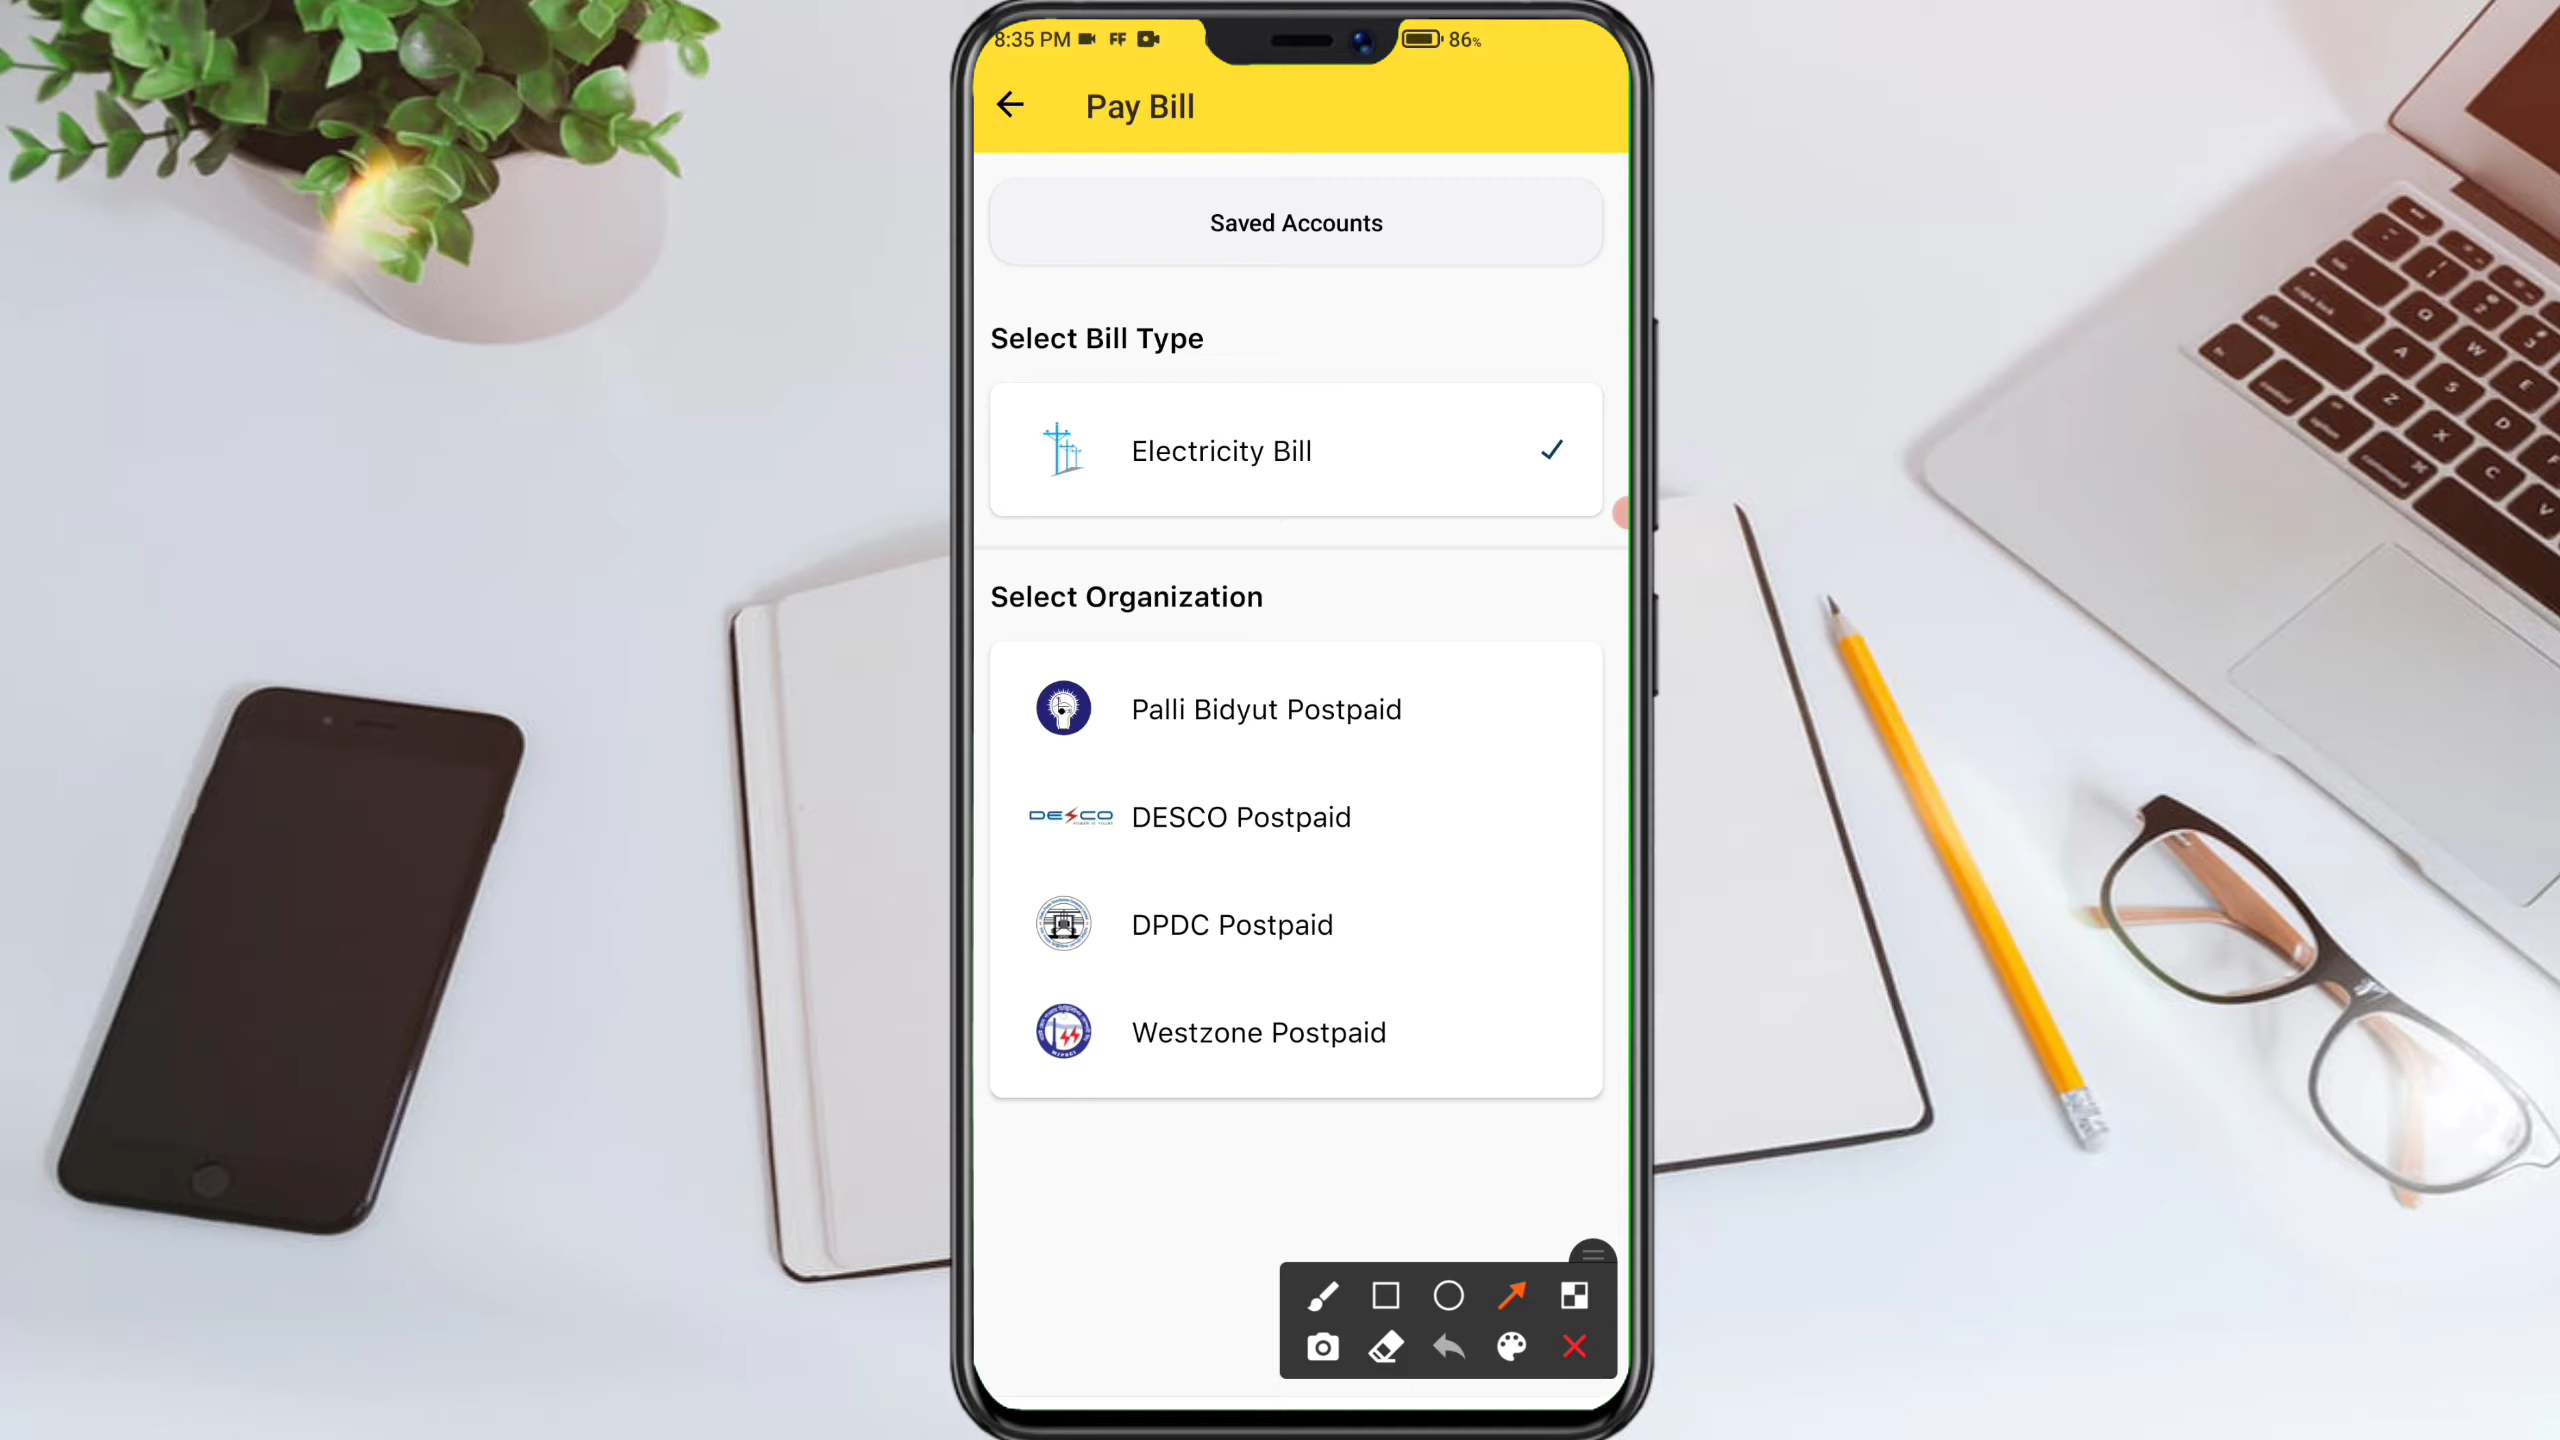 8:35 PM FF 86%
Pay Bill
Saved Accounts
Select Bill Type
Electricity Bill
Select Organization
Palli Bidyut Postpaid
DESCO DESCO Postpaid
DPDC Postpaid
Westzone Postpaid